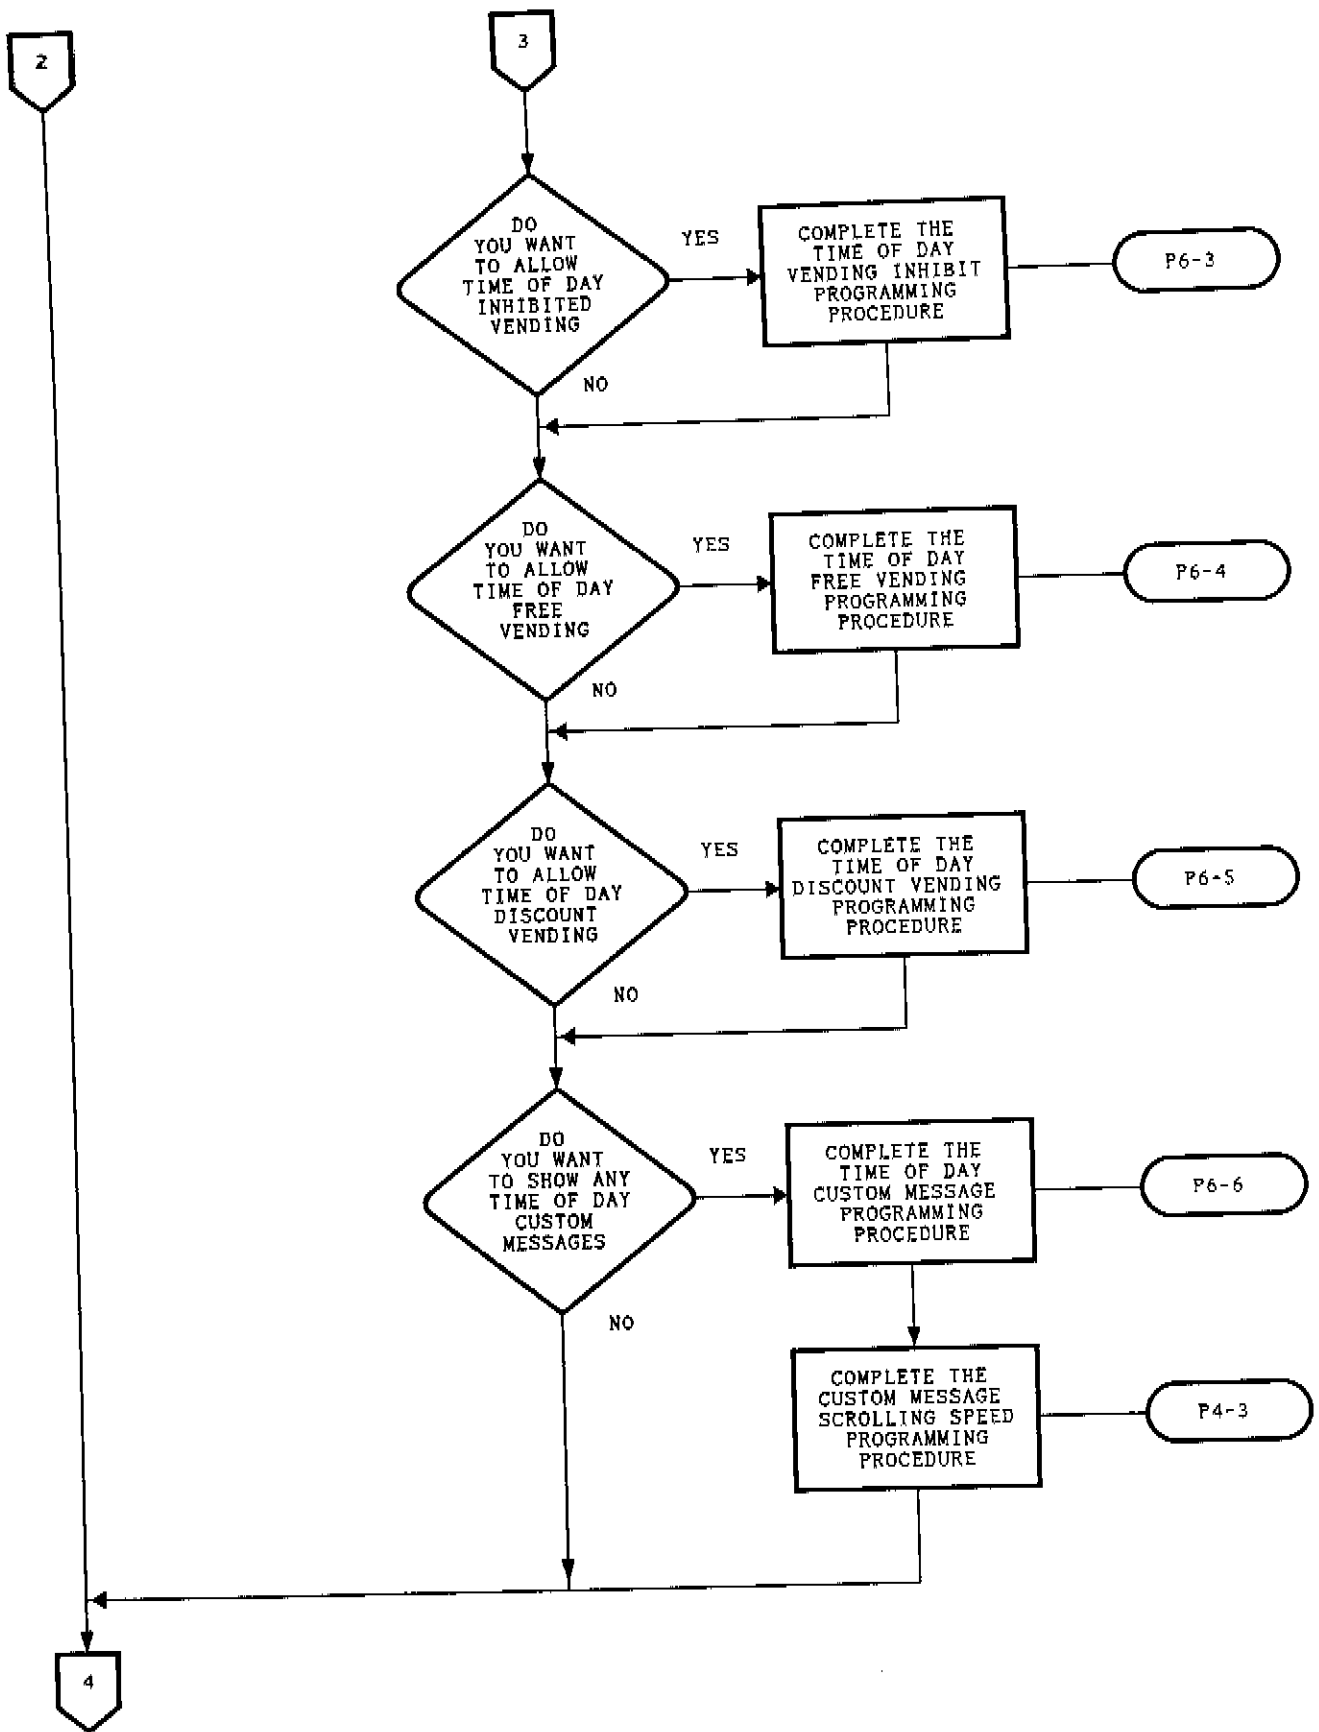 2
3
DO
YOU WANT
TO ALLOW
TIME OF DAY
INHIBITED
VENDING
YES
COMPLETE THE
TIME OF DAY
VENDING INHIBIT
PROGRAMMING
PROCEDURE
P6-3
NO
DO
YOU WANT
TO ALLOW
TIME OF DAY
FREE
VENDING
YES
COMPLETE THE
TIME OF DAY
FREE VENDING
PROGRAMMING
PROCEDURE
P6-4
NO
DO
YOU WANT
TO ALLOW
TIME OF DAY
DISCOUNT
VENDING
YES
COMPLETE THE
TIME OF DAY
DISCOUNT VENDING
PROGRAMMING
PROCEDURE
P6-5
NO
DO
YOU WANT
TO SHOW ANY
TIME OF DAY
CUSTOM
MESSAGES
YES
COMPLETE THE
TIME OF DAY
CUSTOM MESSAGE
PROGRAMMING
PROCEDURE
P6-6
NO
COMPLETE THE
CUSTOM MESSAGE
SCROLLING SPEED
PROGRAMMING
PROCEDURE
P4-3
4